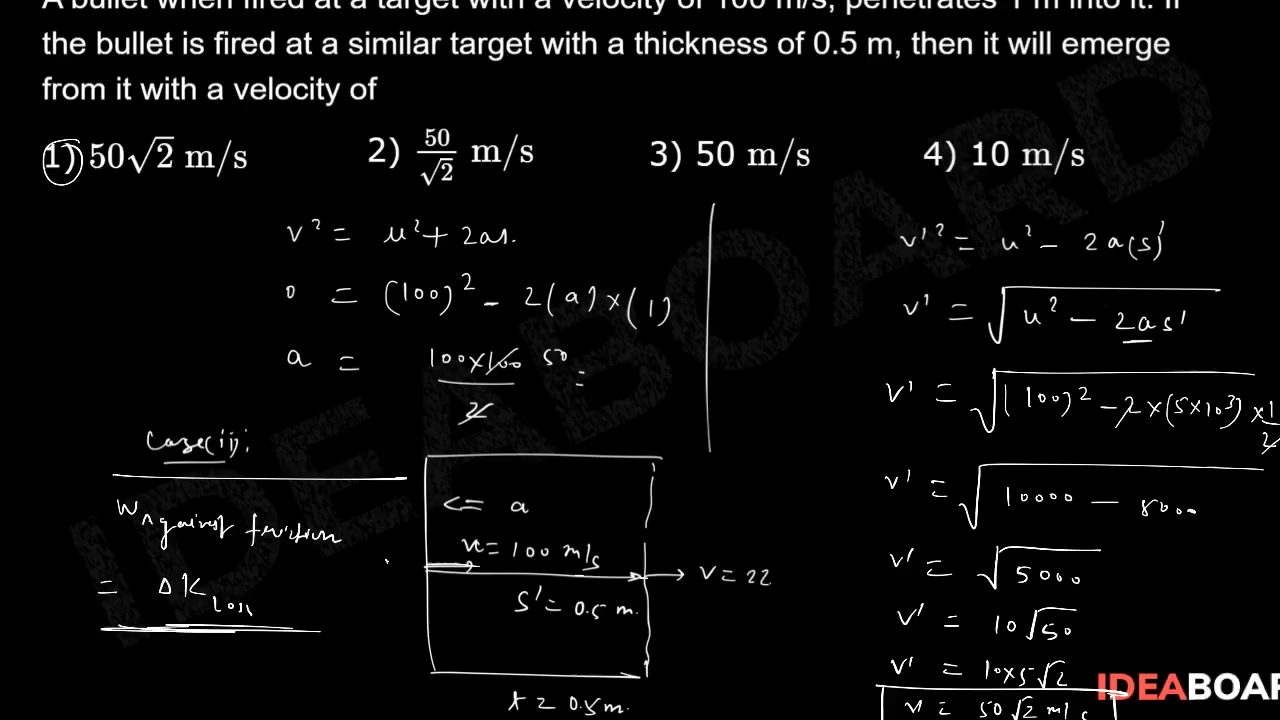 A bullet when fired at a target with a velocity of 100 m/s, penetrates 1 m into it. If
the bullet is fired at a similar target with a thickness of 0.5 m, then it will emerge
from it with a velocity of
1) 50√2 m/s 2) 50/√2 m/s 3) 50 m/s 4) 10 m/s
v² = u² + 2as.
0 = (100)² - 2(a) × (1)
a = 100×100 50 =
2
Case(ii):
W Against friction
= ΔK loss
<= a
u = 100 m/s
s' = 0.5 m.
t = 0.5m.
v'² = u² - 2a(s)'
v' = √u² - 2as'
v' = √(100)² - 2×(5×10³)×1/2
v' = √10000 - 5000
v' = √5000
v' = 10√50
v' = 10×5√2
v = 50√2 m/s
IDEABOARD
IDEABOAR